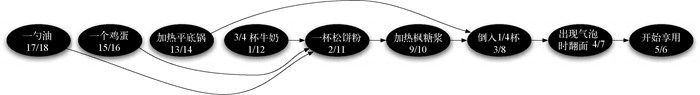 一勺油
17/18
一个鸡蛋
15/16
加热平底锅
13/14
3/4 杯牛奶
1/12
一杯松饼粉
2/11
加热枫糖浆
9/10
倒入1/4杯
3/8
出现气泡
时翻面 4/7
开始享用
5/6